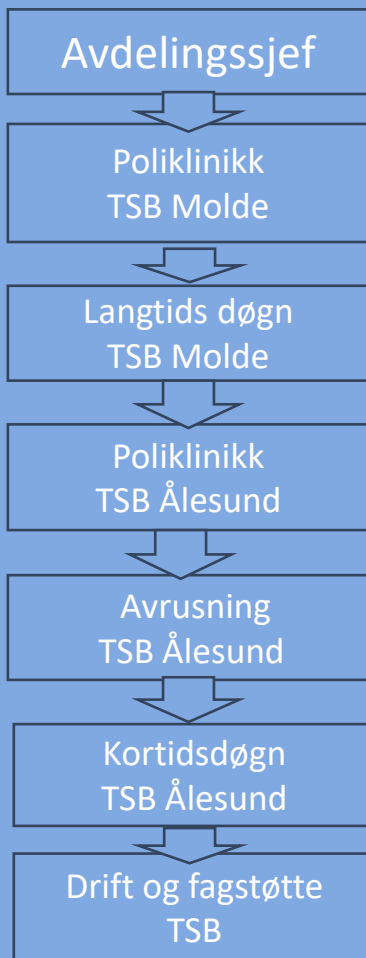 Avdelingssjef
Poliklinikk
TSB Molde
Langtids døgn
TSB Molde
Poliklinikk
TSB Ålesund
Avrusning
TSB Ålesund
Kortidsdøgn
TSB Ålesund
Drift og fagstøtte
TSB